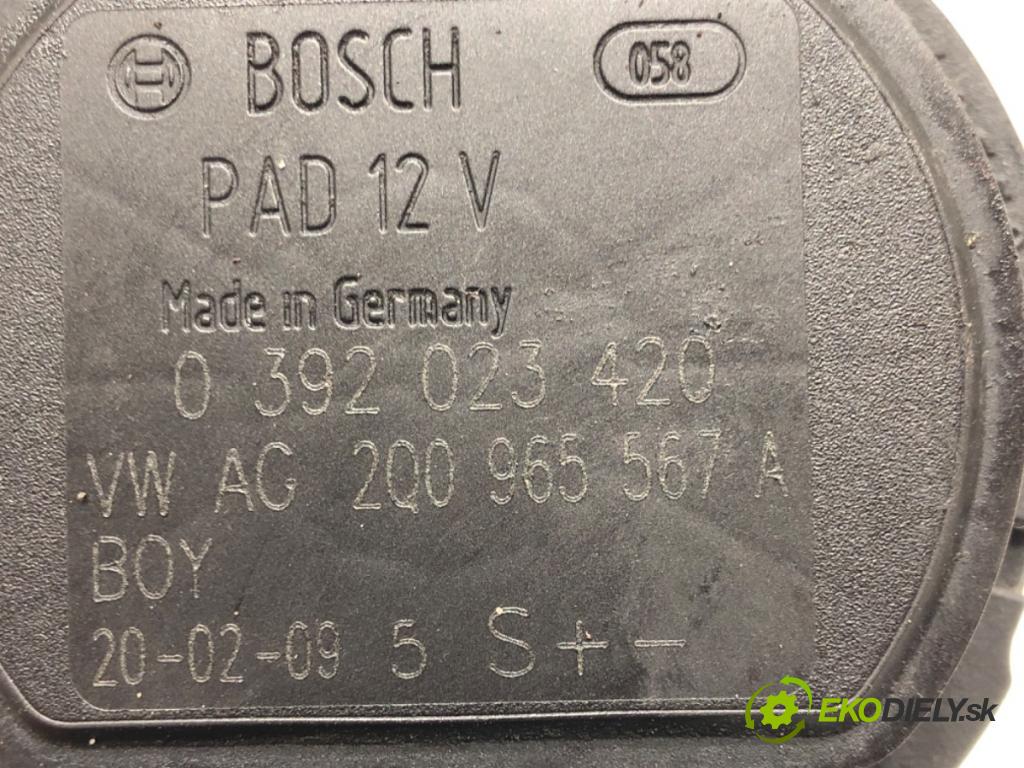 BOSCH 058
PAD 12 V
Made in Germany
0 392 023 420
VW AG 2Q0 965 567 A
BOY
20-02-09 5 S + -
EKODIELY.sk